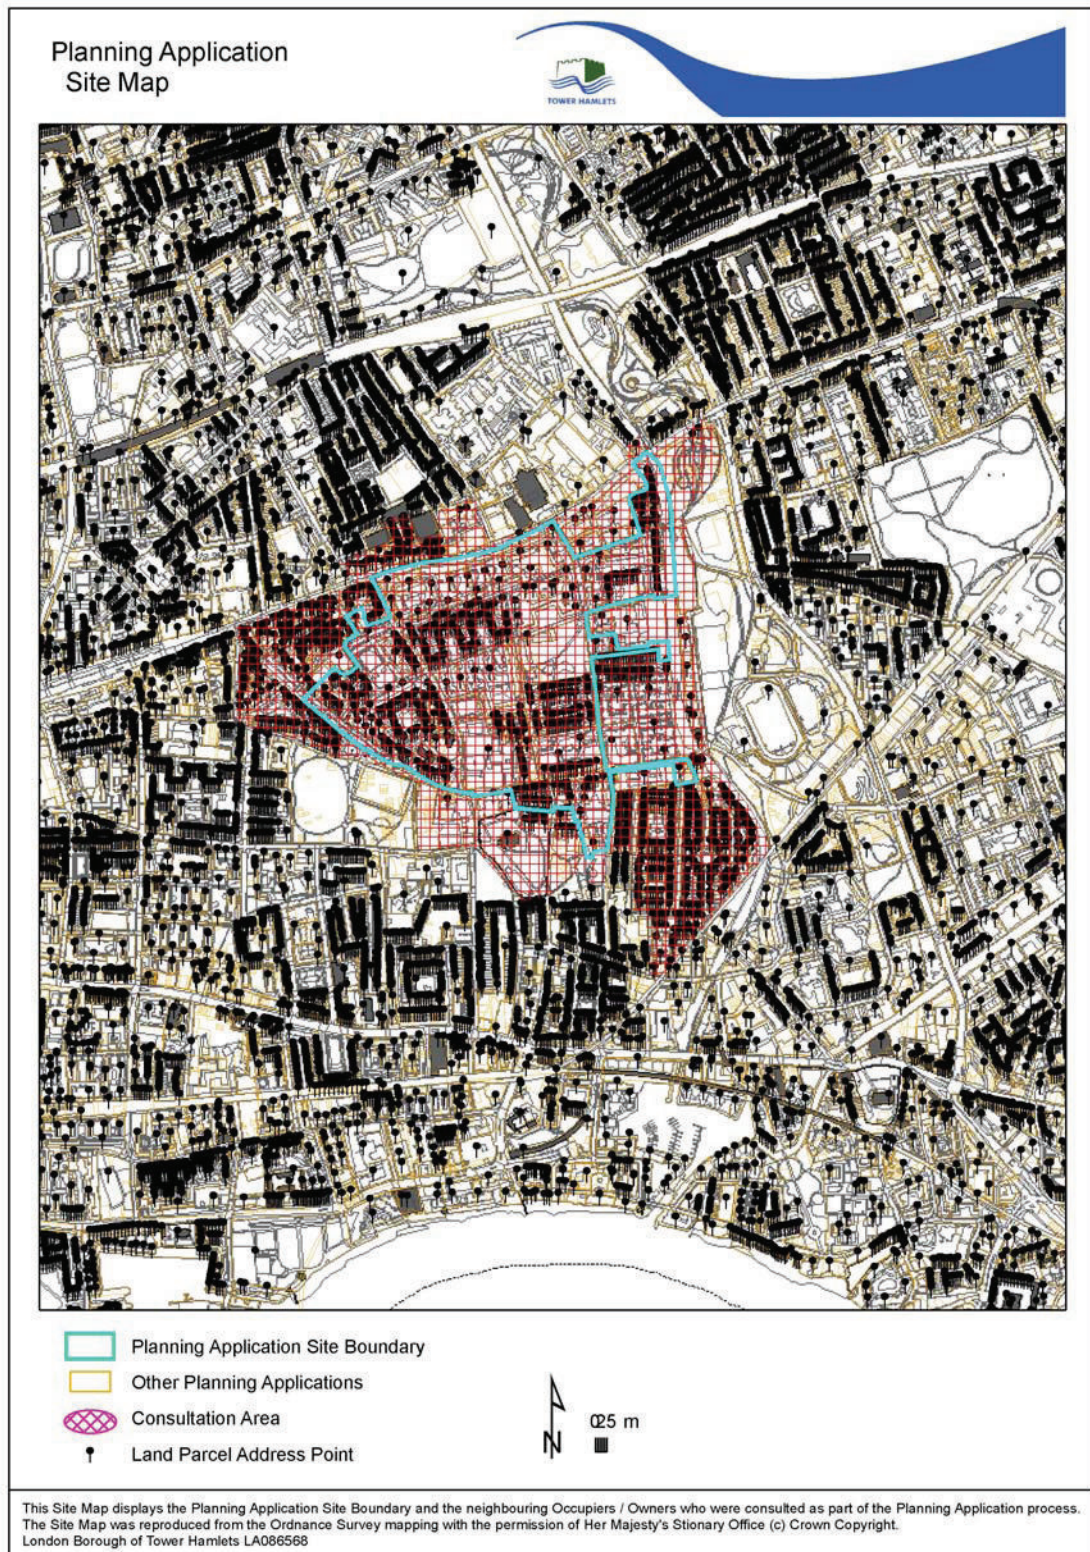 Planning Application
Site Map
TOWER HAMLETS
Planning Application Site Boundary
Other Planning Applications
Consultation Area
Land Parcel Address Point
N
025 m
This Site Map displays the Planning Application Site Boundary and the neighbouring Occupiers / Owners who were consulted as part of the Planning Application process.
The Site Map was reproduced from the Ordnance Survey mapping with the permission of Her Majesty's Stionary Office (c) Crown Copyright.
London Borough of Tower Hamlets LA086568